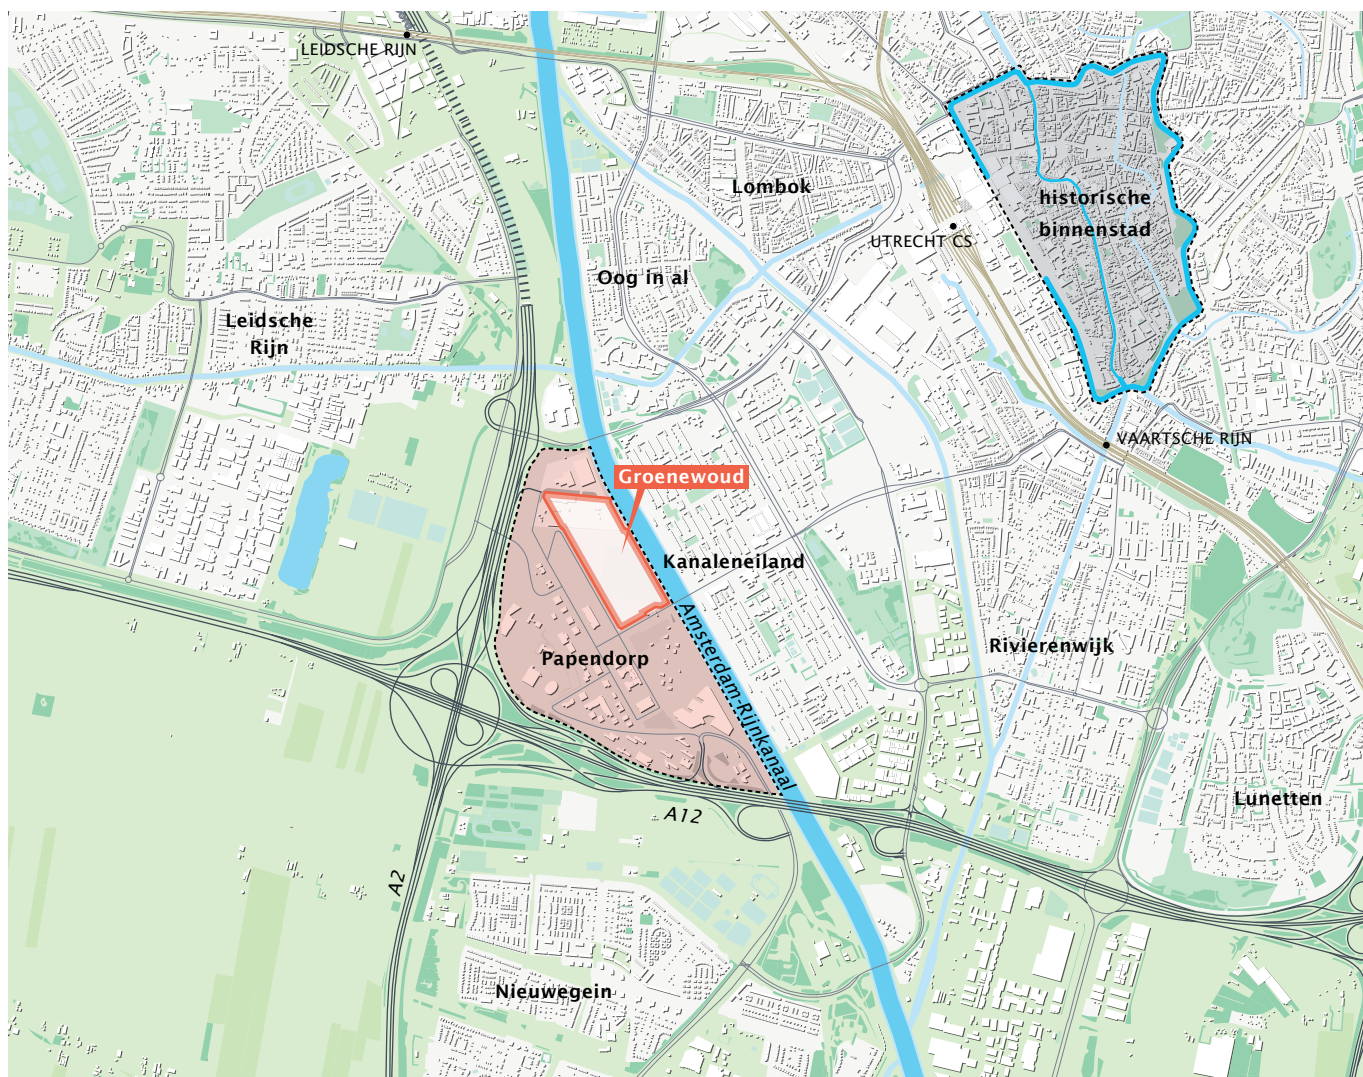 LEIDSCHE RIJN
Lombok
historische
binnenstad
UTRECHT CS
Oog in al
Leidsche
Rijn
VAARTSCHE RIJN
Groenewoud
Kanaleneiland
Rivierenwijk
Papendorp
Amsterdam-Rijnkanaal
Lunetten
A12
A2
Nieuwegein